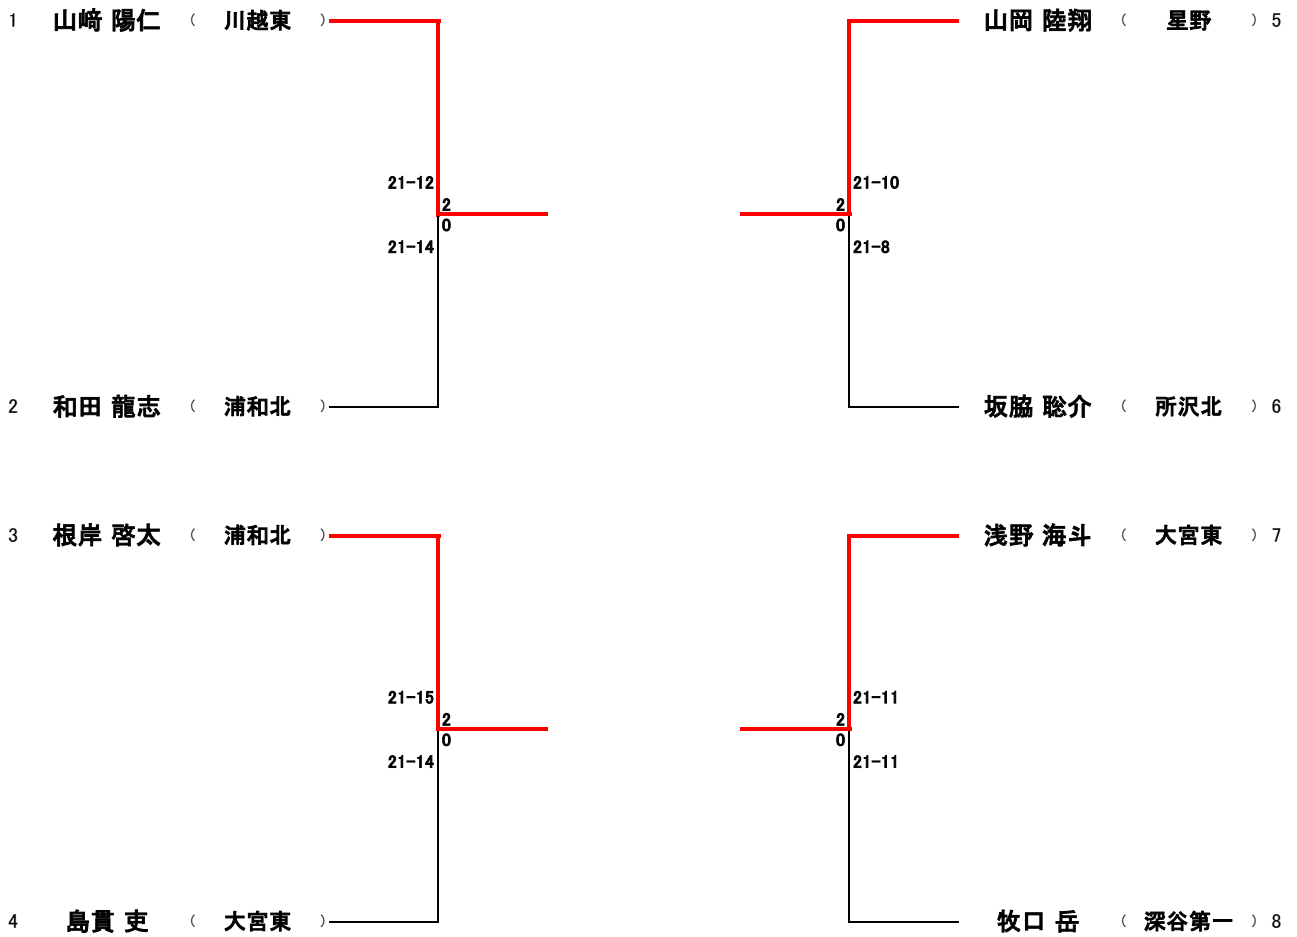 1 山﨑 陽仁 （ 川越東 ）
山岡 陸翔 （ 星野 ） 5
21-12
2
0
21-14
21-10
2
0
21-8
2 和田 龍志 （ 浦和北 ）
坂脇 聡介 （ 所沢北 ） 6
3 根岸 啓太 （ 浦和北 ）
浅野 海斗 （ 大宮東 ） 7
21-15
2
0
21-14
21-11
2
0
21-11
4 島貫 吏 （ 大宮東 ）
牧口 岳 （ 深谷第一 ） 8